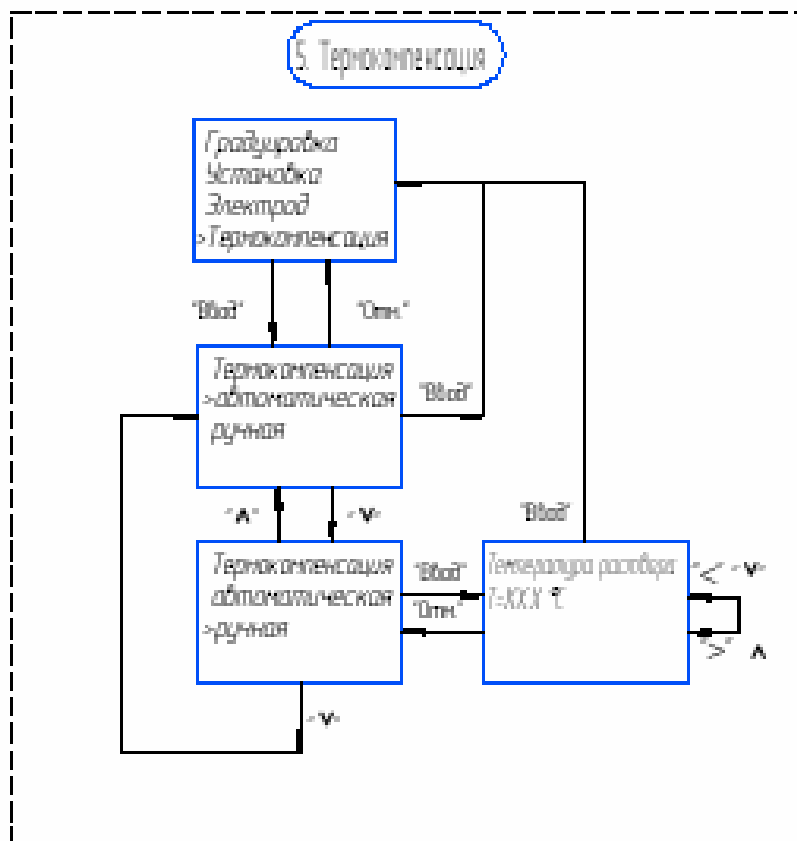 5. Термокомпенсация
Градуировка
Установка
Электрод
>Термокомпенсация
"Ввод"
"Отм."
Термокомпенсация
>автоматическая
ручная
"Ввод"
"Λ"
"V"
"Ввод"
Термокомпенсация
автоматическая
>ручная
"Ввод"
"Отм."
Температура раствора
T=XX.X °C
"<" "V"
">" Λ
"V"